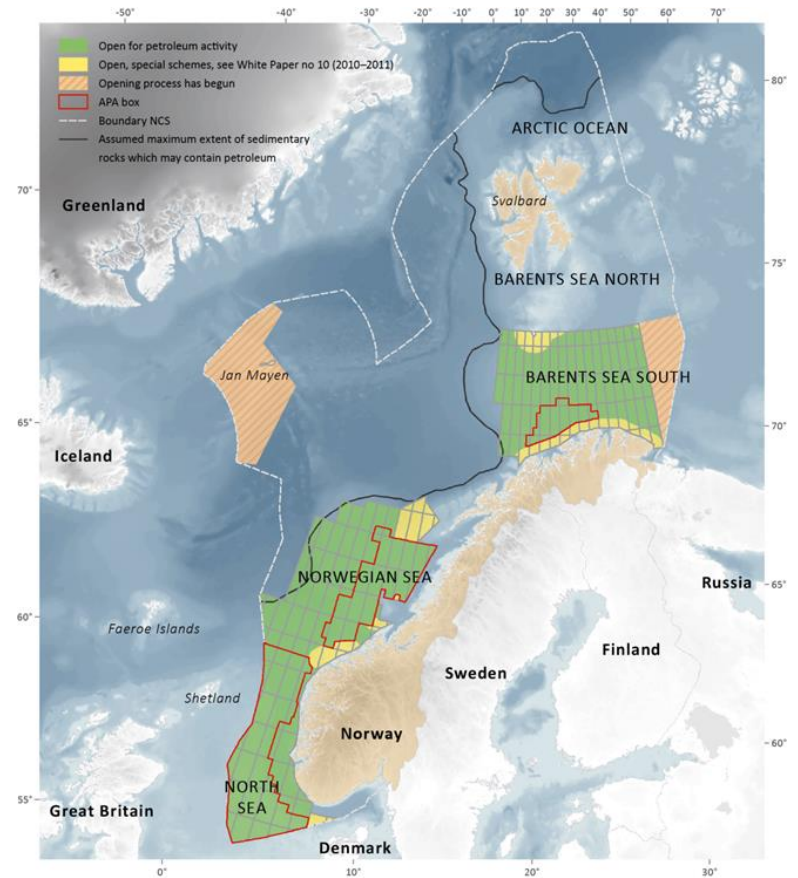 -50° -40° -30° -20° -10° 0° 10° 20° 30° 40° 50° 60° 70°
Open for petroleum activity
Open, special schemes, see White Paper no 10 (2010–2011)
Opening process has begun
APA box
Boundary NCS
Assumed maximum extent of sedimentary
rocks which may contain petroleum
80°
ARCTIC OCEAN
70°
Greenland
Svalbard
75°
BARENTS SEA NORTH
Jan Mayen
BARENTS SEA SOUTH
65°
70°
Iceland
NORWEGIAN SEA
Russia
65°
60°
Faeroe Islands
Finland
Sweden
Shetland
Norway
60°
NORTH
SEA
55°
Great Britain
Denmark
0° 10° 20° 30°